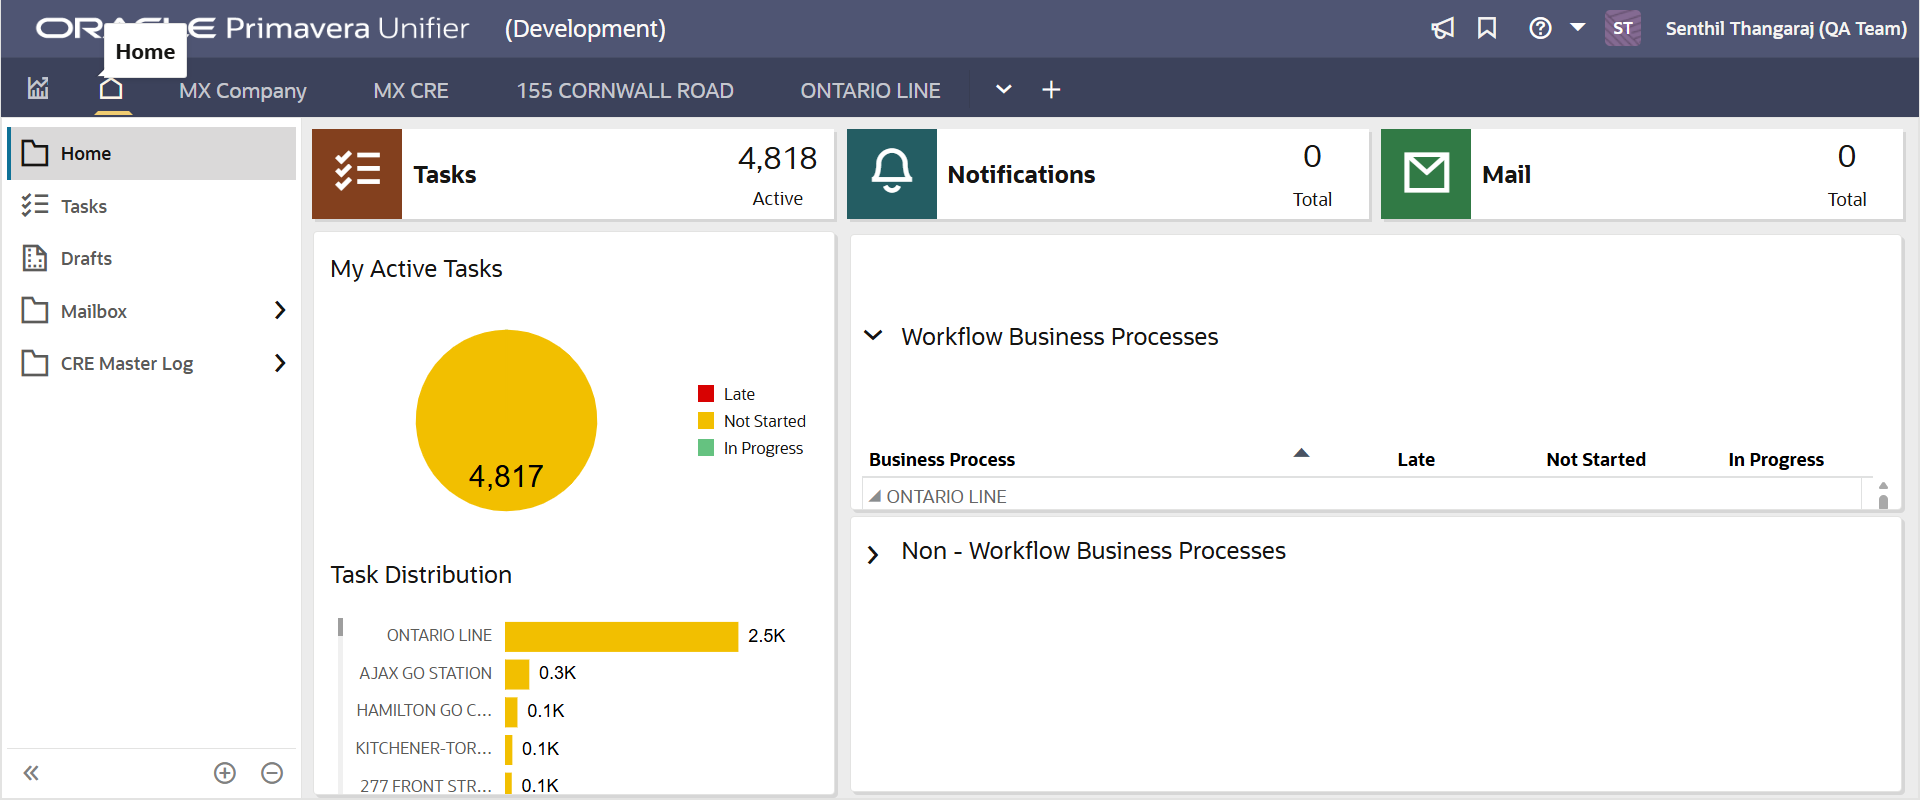 ORACLE Primavera Unifier (Development)
ST Senthil Thangaraj (QA Team)
Home
MX Company MX CRE 155 CORNWALL ROAD ONTARIO LINE
Home
Tasks
Drafts
Mailbox
CRE Master Log
Tasks 4,818 Active
Notifications 0 Total
Mail 0 Total
My Active Tasks
4,817
Late
Not Started
In Progress
Task Distribution
ONTARIO LINE 2.5K
AJAX GO STATION 0.3K
HAMILTON GO C... 0.1K
KITCHENER-TOR... 0.1K
277 FRONT STR... 0.1K
Workflow Business Processes
Business Process Late Not Started In Progress
ONTARIO LINE
Non - Workflow Business Processes